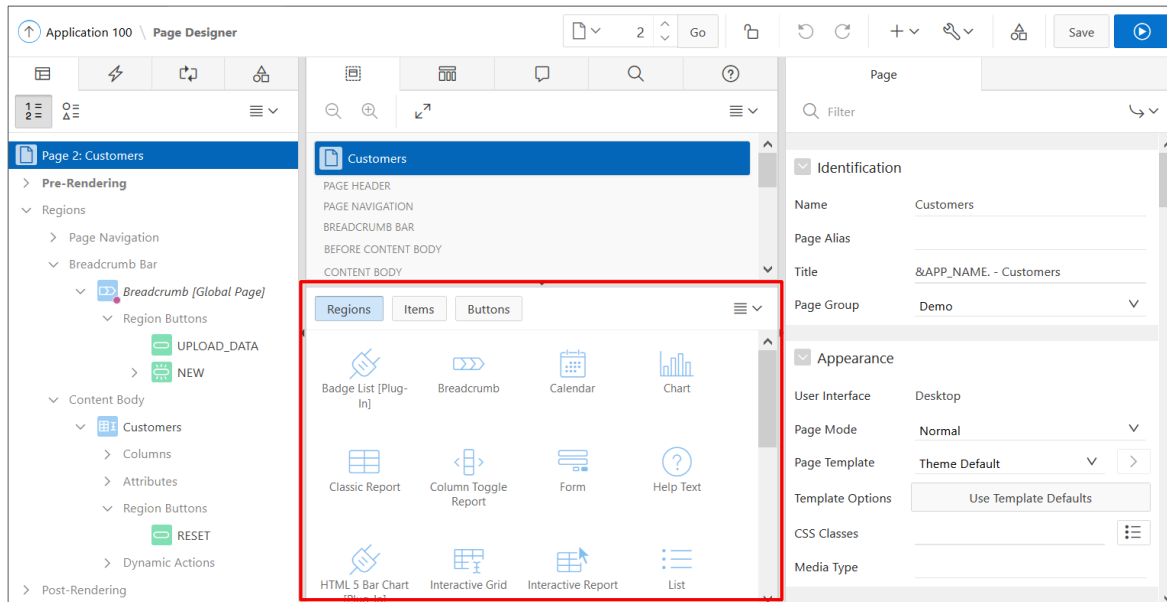 Application 100 \ Page Designer
2
Go
Save
Page 2: Customers
Pre-Rendering
Regions
Page Navigation
Breadcrumb Bar
Breadcrumb [Global Page]
Region Buttons
UPLOAD_DATA
NEW
Content Body
Customers
Columns
Attributes
Region Buttons
RESET
Dynamic Actions
Post-Rendering
Customers
PAGE HEADER
PAGE NAVIGATION
BREADCRUMB BAR
BEFORE CONTENT BODY
CONTENT BODY
Regions Items Buttons
Badge List [Plug-
In]
Breadcrumb
Calendar
Chart
Classic Report
Column Toggle
Report
Form
Help Text
HTML 5 Bar Chart
[Plug-In]
Interactive Grid
Interactive Report
List
Page
Filter
Identification
Name Customers
Page Alias
Title &APP_NAME. - Customers
Page Group Demo
Appearance
User Interface Desktop
Page Mode Normal
Page Template Theme Default
Template Options Use Template Defaults
CSS Classes
Media Type